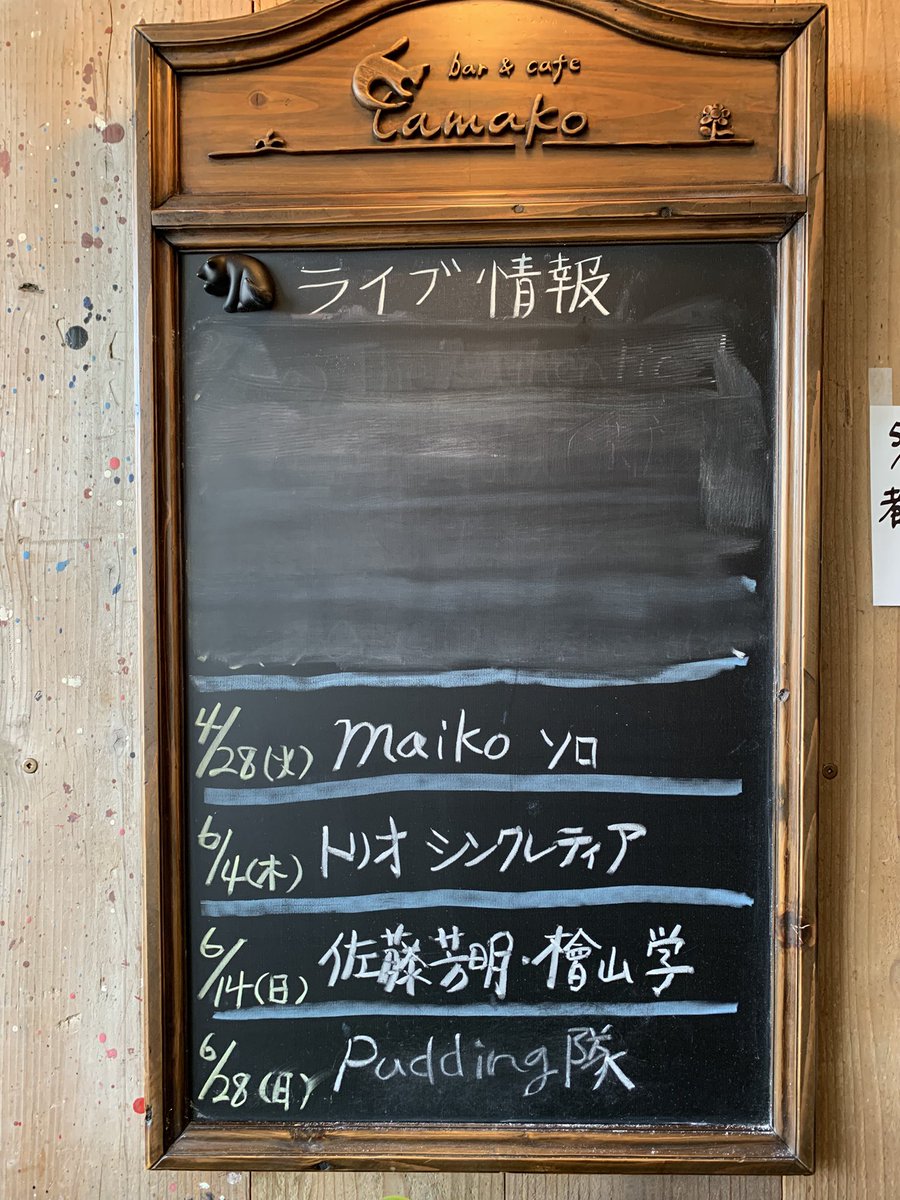 bar & cafe
tamako
ライブ情報
4/28(火) maiko ソロ
6/4(木) トリオ シンクレティア
6/14(日) 佐藤芳明・檜山学
6/28(日) Pudding隊